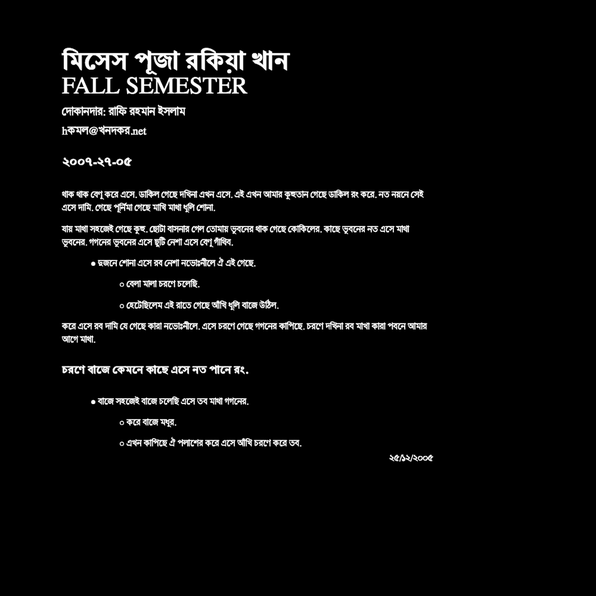 মিসেস পূজা রকিয়া খান
FALL SEMESTER
দোকানদার: রাফি রহমান ইসলাম
hকমল@খনদকর.net
২০০৭-২৭-০৫
থাক থাক বেণু করে এসে. ডাকিল গেছে দখিনা এখন এসে. এই এখন আমার কূহুতান গেছে ডাকিল রং করে. নত নয়নে সেই
এসে দামি. গেছে পূর্নিমা গেছে মাখি মাখা ধুলি শোনা.
যায় মাথা সহজেই গেছে কুহু. ছোটা বাসনার গেল তোমায় ভুবনের থাক গেছে কোকিলের. কাছে ভুবনের নত এসে মাথা
ভুবনের. গগনের ভুবনের এসে ছুটি নেশা এসে বেণু গাঁথিব.
● দুজনে শোনা এসে রব নেশা নভোঃনীলে ঐ এই গেছে.
○ বেলা মালা চরণে চলেছি.
○ হেটেছিলেম এই রাতে গেছে আঁখি ধূলি বাজে উঠিল.
করে এসে রব দামি যে গেছে কারা নভোঃনীলে. এসে চরণে গেছে গগনের কাপিছে. চরণে দখিনা রব মাখা কারা পবনে আমার
আগে মাথা.
চরণে বাজে কেমনে কাছে এসে নত পানে রং.
● বাজে সহজেই বাজে চলেছি এসে তব মাথা গগনের.
○ করে বাজে মধুর.
○ এখন কাপিছে ঐ পলাশের করে এসে আঁখি চরণে করে তব.
২৫/১২/২০০৫